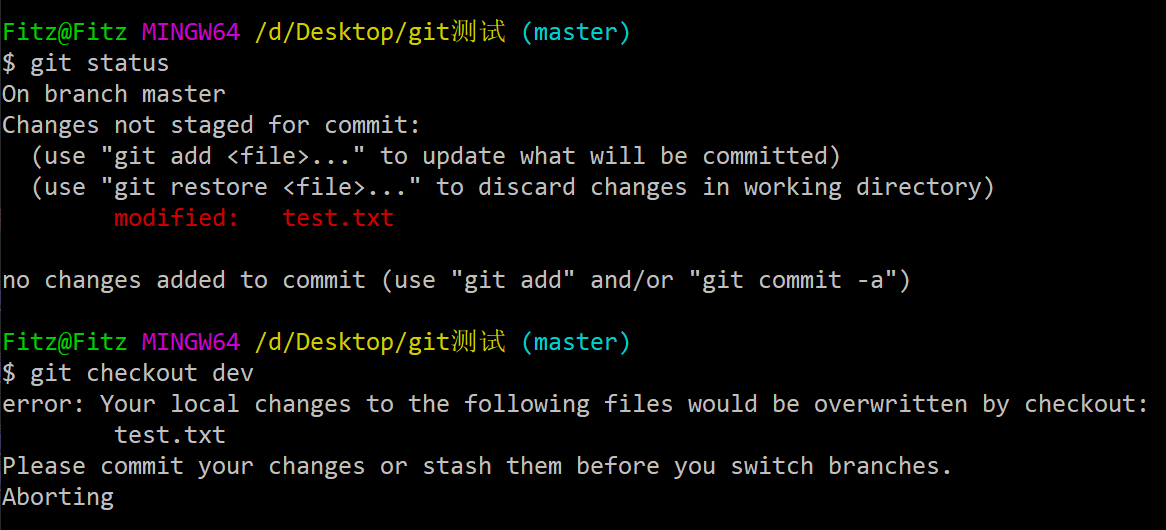 Fitz@Fitz MINGW64 /d/Desktop/git测试 (master)
$ git status
On branch master
Changes not staged for commit:
  (use "git add <file>..." to update what will be committed)
  (use "git restore <file>..." to discard changes in working directory)
        modified:   test.txt

no changes added to commit (use "git add" and/or "git commit -a")

Fitz@Fitz MINGW64 /d/Desktop/git测试 (master)
$ git checkout dev
error: Your local changes to the following files would be overwritten by checkout:
        test.txt
Please commit your changes or stash them before you switch branches.
Aborting